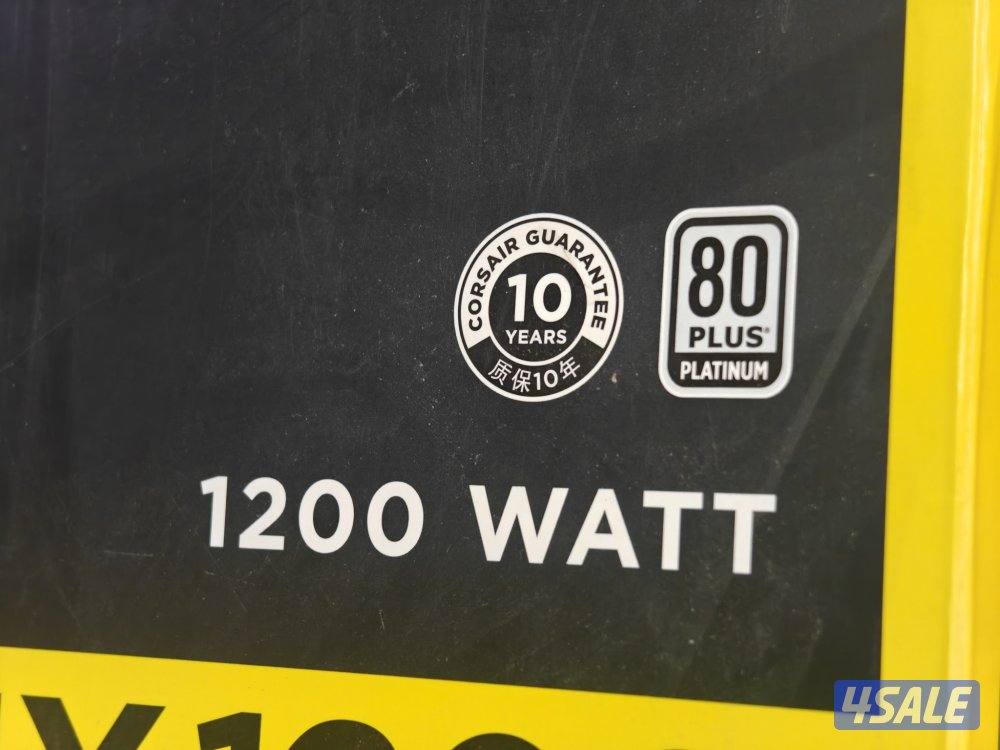 CORSAIR GUARANTEE
10
YEARS
质保10年
80
PLUS®
PLATINUM
1200 WATT
4SALE